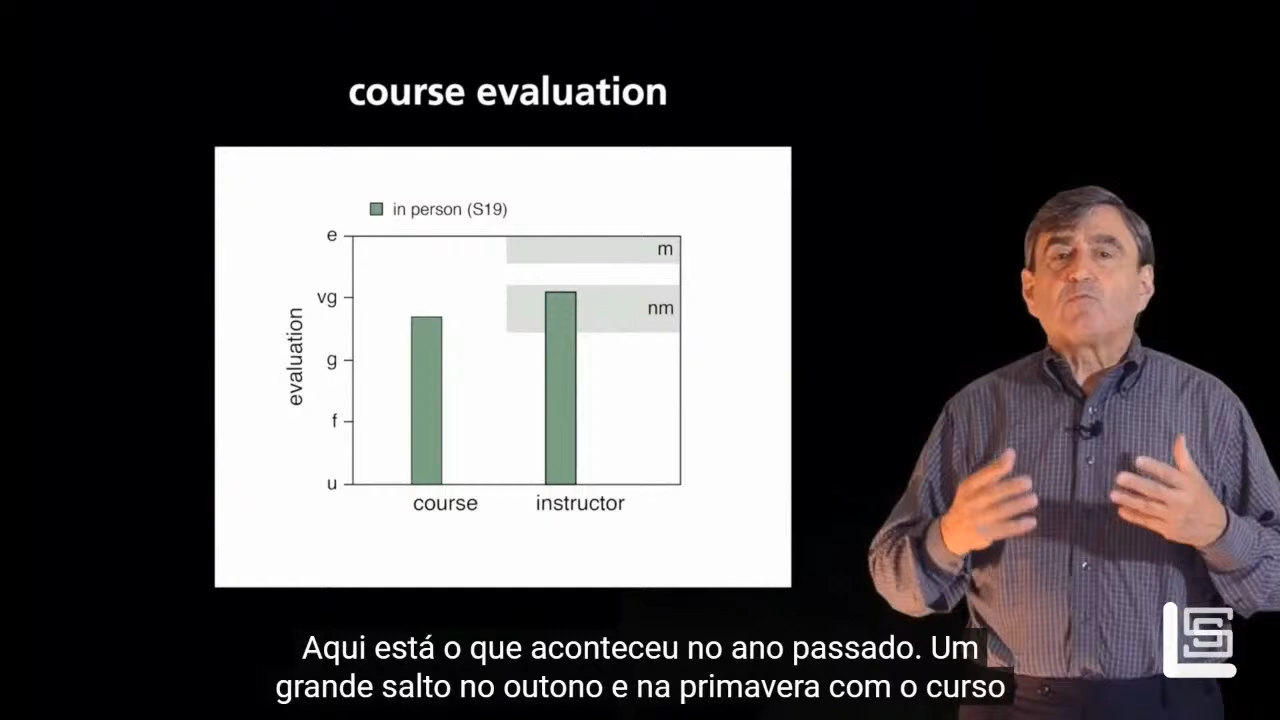 course evaluation
in person (S19)
e
m
vg
nm
g
f
u
evaluation
course
instructor
Aqui está o que aconteceu no ano passado. Um
grande salto no outono e na primavera com o curso
LS